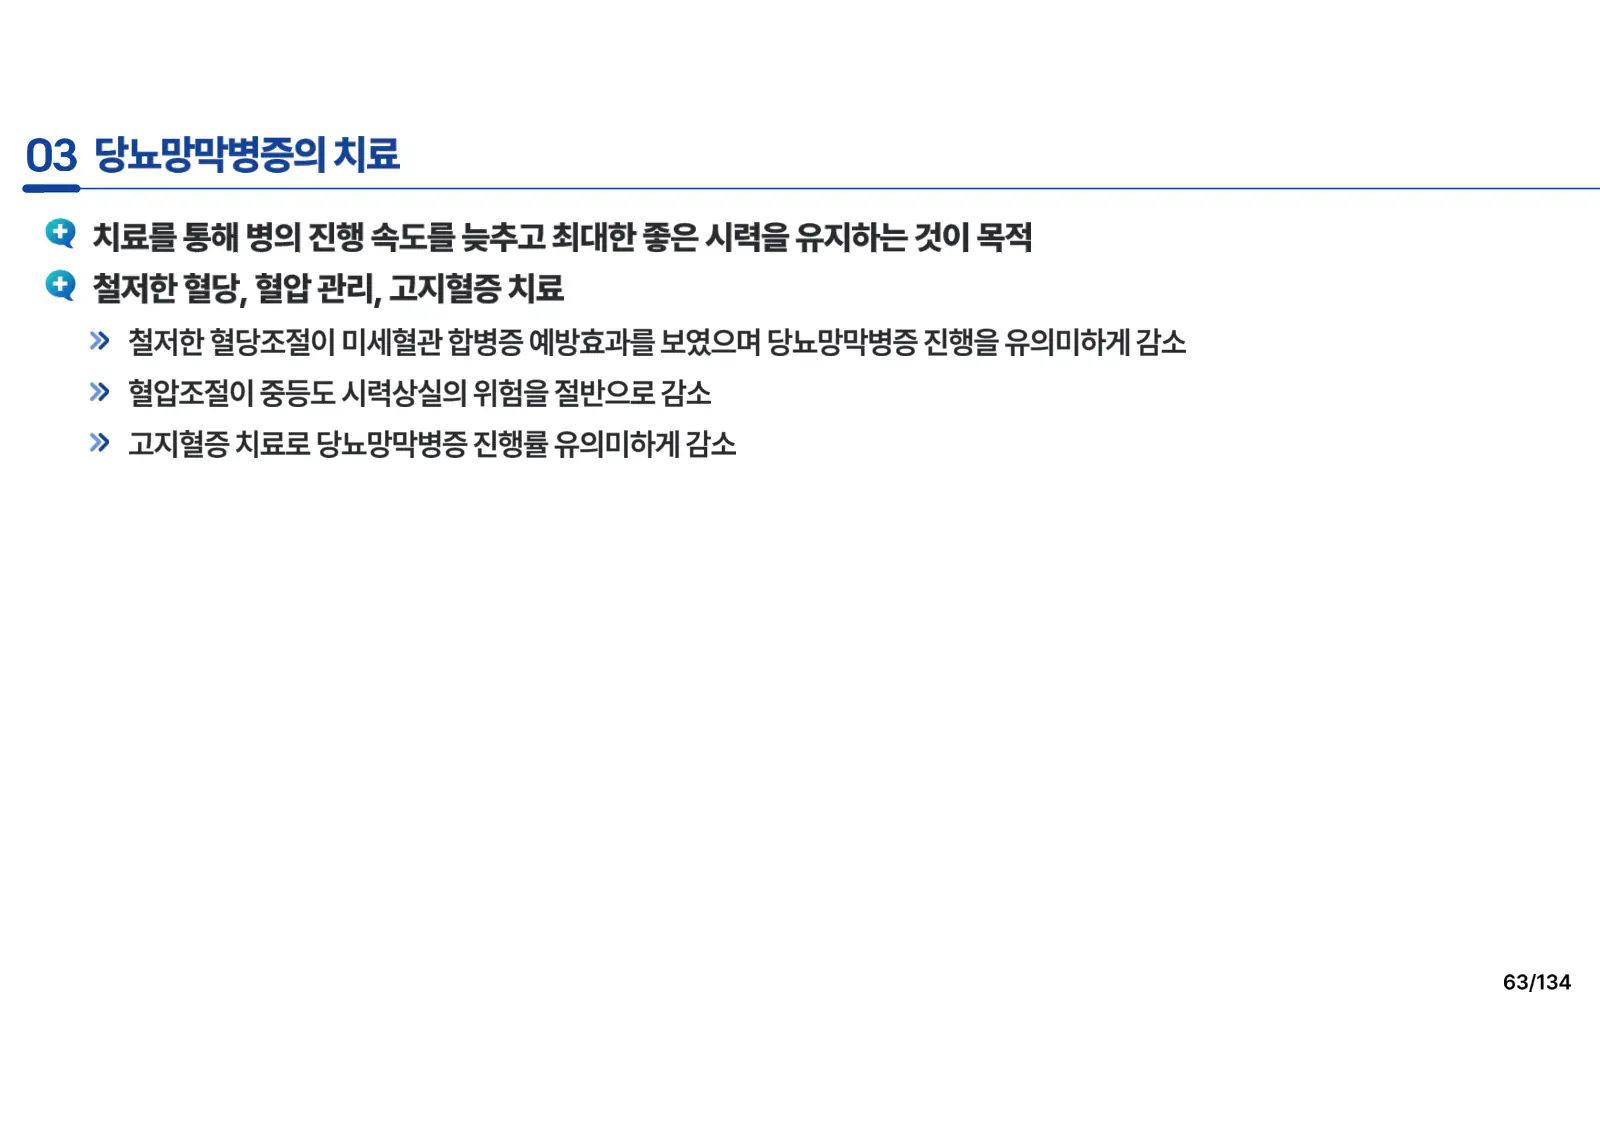 03 당뇨망막병증의 치료
치료를 통해 병의 진행 속도를 늦추고 최대한 좋은 시력을 유지하는 것이 목적
철저한 혈당, 혈압 관리, 고지혈증 치료
철저한 혈당조절이 미세혈관 합병증 예방효과를 보였으며 당뇨망막병증 진행을 유의미하게 감소
혈압조절이 중등도 시력상실의 위험을 절반으로 감소
고지혈증 치료로 당뇨망막병증 진행률 유의미하게 감소
63/134